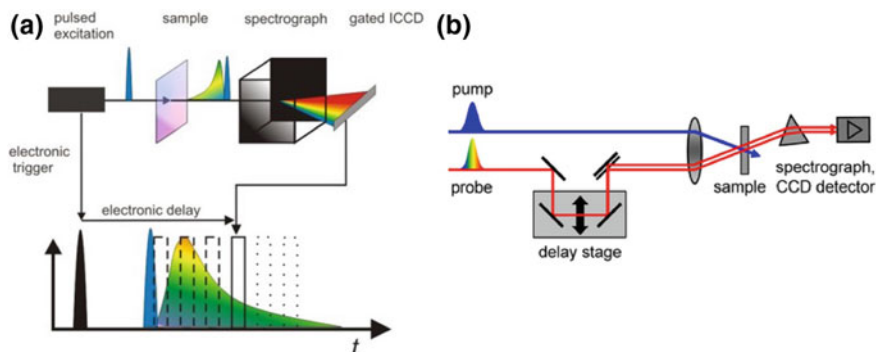 (a)
pulsed
excitation
sample
spectrograph
gated ICCD
electronic
trigger
electronic delay
t
(b)
pump
probe
delay stage
sample
spectrograph,
CCD detector